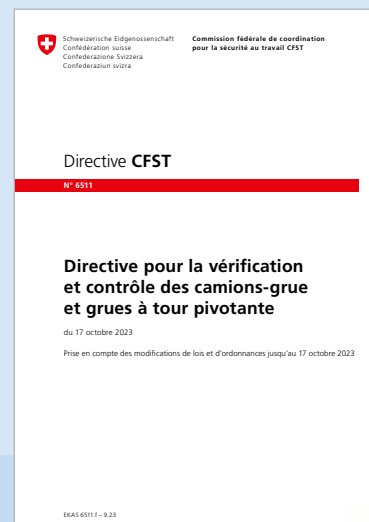 Schweizerische Eidgenossenschaft
Confédération suisse
Confederazione Svizzera
Confederaziun svizra
Commission fédérale de coordination
pour la sécurité au travail CFST
Directive CFST
N° 6511
Directive pour la vérification
et contrôle des camions-grue
et grues à tour pivotante
du 17 octobre 2023
Prise en compte des modifications de lois et d'ordonnances jusqu'au 17 octobre 2023
EKAS 6511.f – 9.23